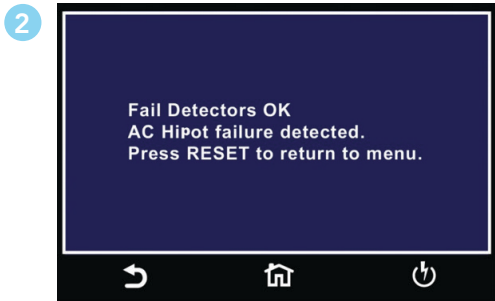 2
Fail Detectors OK
AC Hipot failure detected.
Press RESET to return to menu.